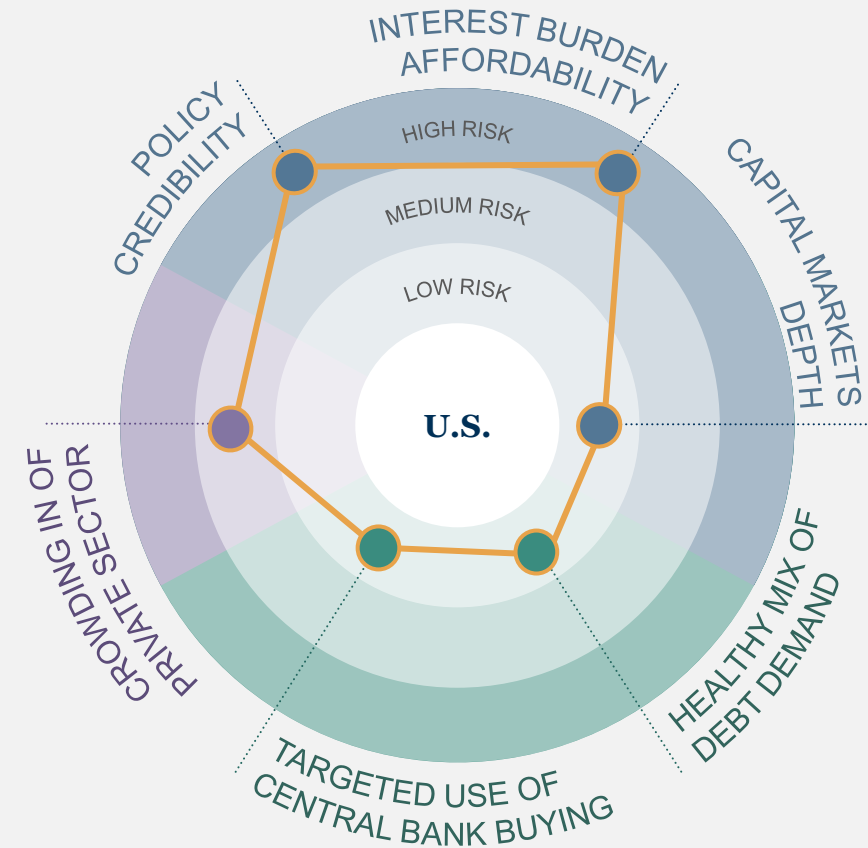 INTEREST BURDEN
AFFORDABILITY
POLICY
CREDIBILITY
HIGH RISK
MEDIUM RISK
LOW RISK
CAPITAL MARKETS
DEPTH
U.S.
CROWDING IN OF
PRIVATE SECTOR
HEALTHY MIX OF
DEBT DEMAND
TARGETED USE OF
CENTRAL BANK BUYING